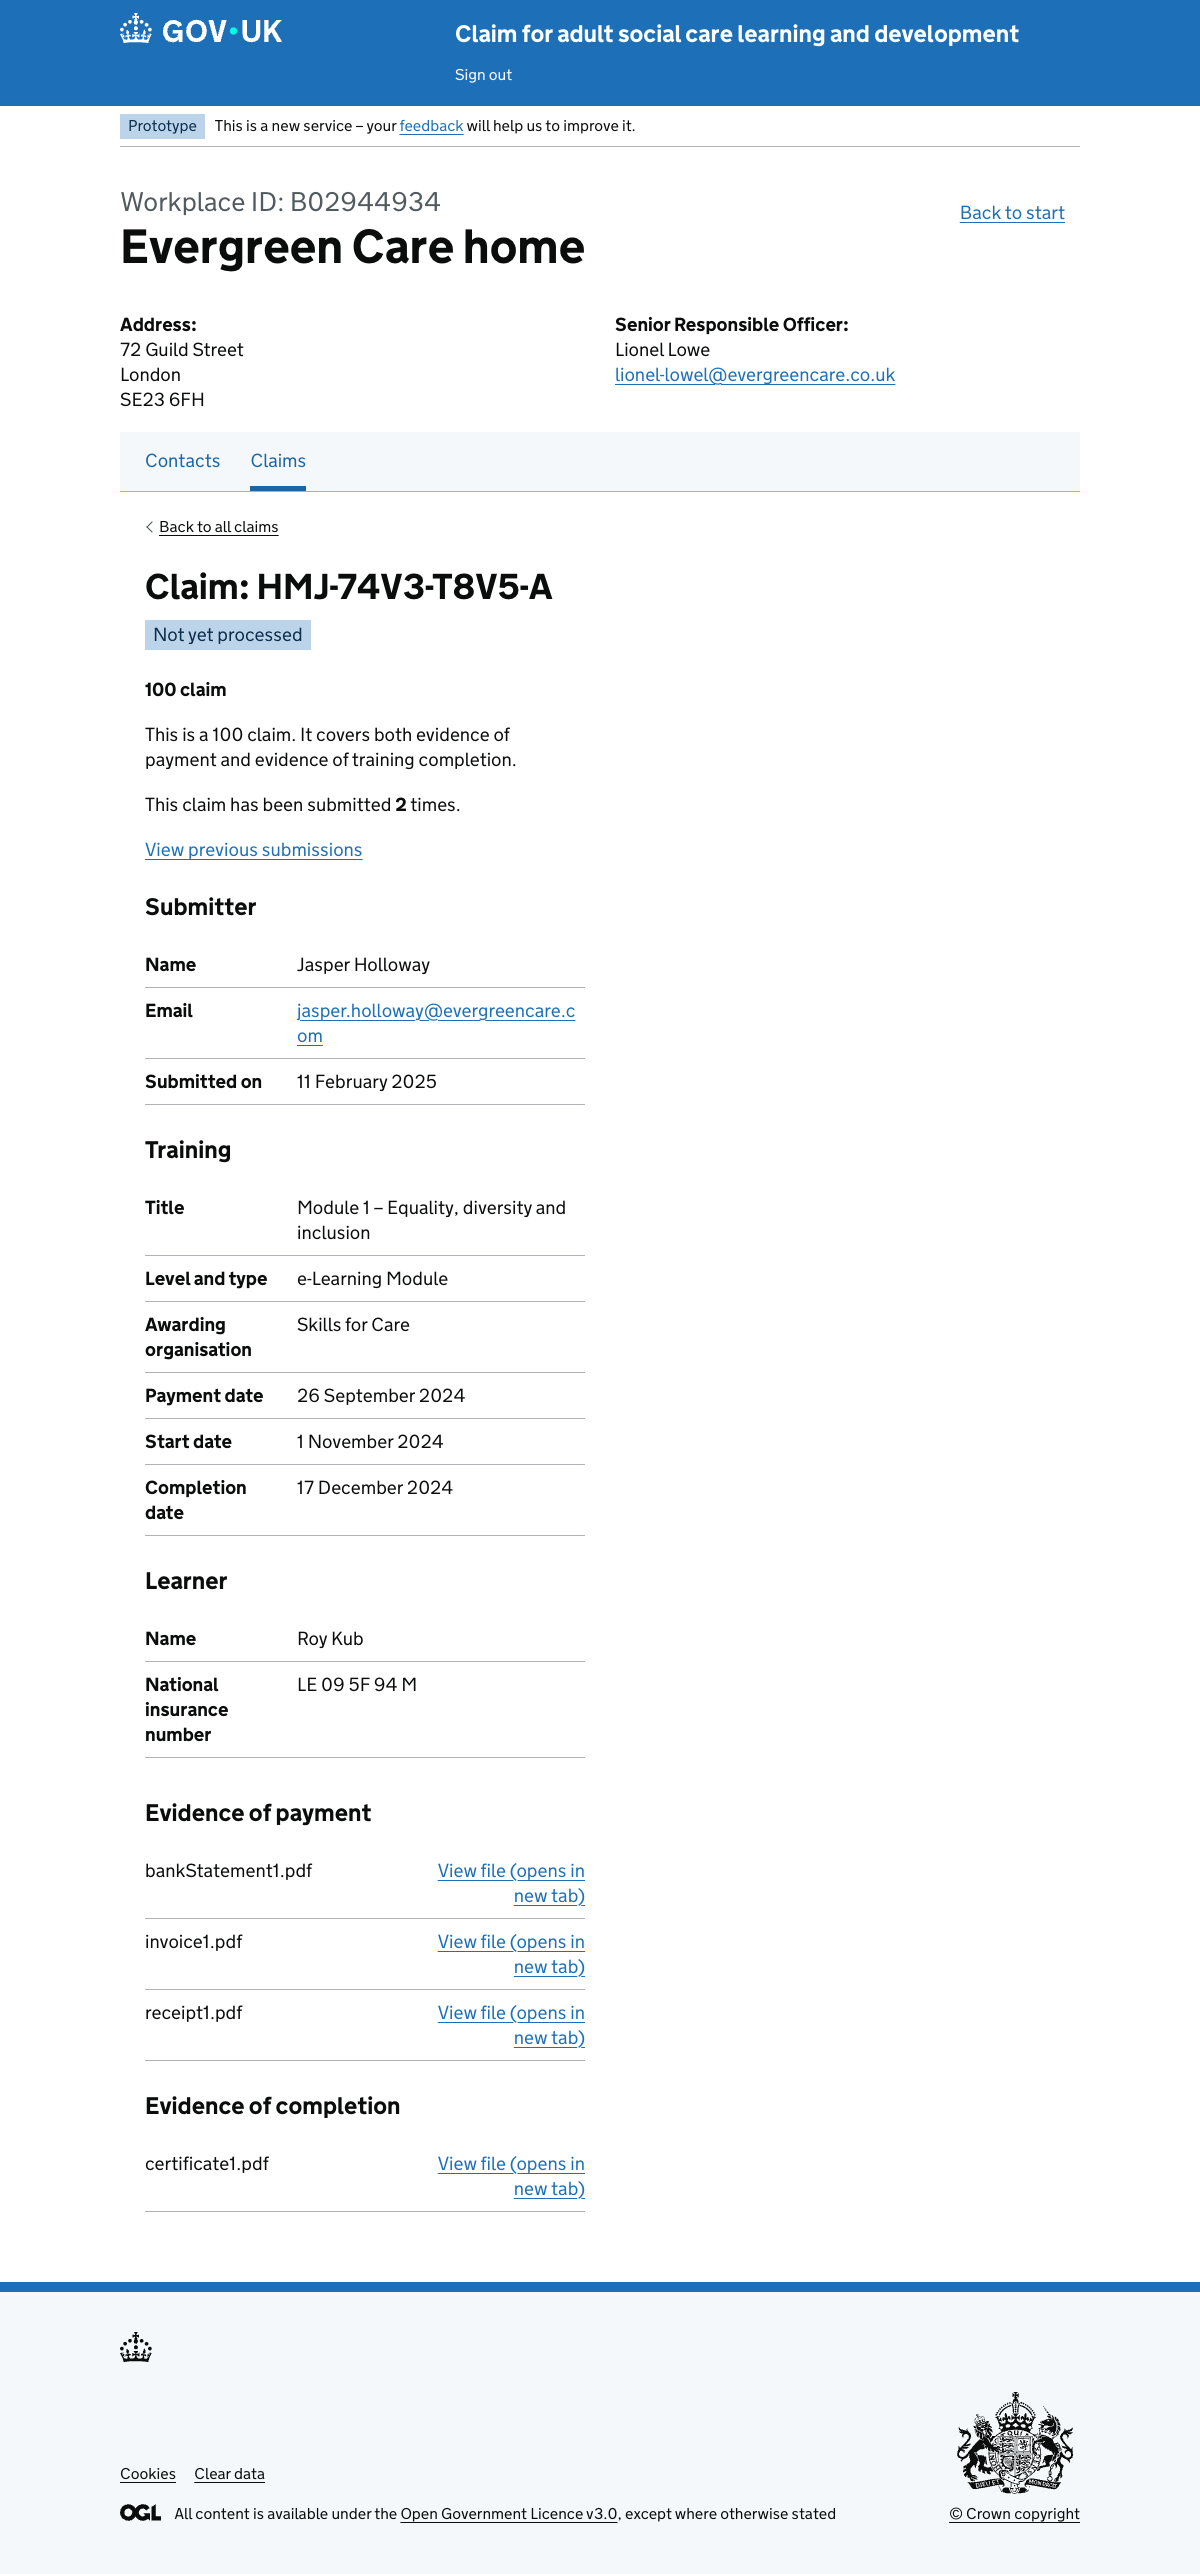 GOV·UK
Claim for adult social care learning and development
Sign out
Prototype This is a new service – your feedback will help us to improve it.
Workplace ID: B02944934
Back to start
Evergreen Care home
Address:
72 Guild Street
London
SE23 6FH
Senior Responsible Officer:
Lionel Lowe
lionel-lowel@evergreencare.co.uk
Contacts Claims
Back to all claims
Claim: HMJ-74V3-T8V5-A
Not yet processed
100 claim
This is a 100 claim. It covers both evidence of
payment and evidence of training completion.
This claim has been submitted 2 times.
View previous submissions
Submitter
Name Jasper Holloway
Email jasper.holloway@evergreencare.c
om
Submitted on 11 February 2025
Training
Title Module 1 – Equality, diversity and
inclusion
Level and type e-Learning Module
Awarding Skills for Care
organisation
Payment date 26 September 2024
Start date 1 November 2024
Completion 17 December 2024
date
Learner
Name Roy Kub
National LE 09 5F 94 M
insurance
number
Evidence of payment
bankStatement1.pdf View file (opens in
new tab)
invoice1.pdf View file (opens in
new tab)
receipt1.pdf View file (opens in
new tab)
Evidence of completion
certificate1.pdf View file (opens in
new tab)
Cookies Clear data
OGL All content is available under the Open Government Licence v3.0, except where otherwise stated
© Crown copyright